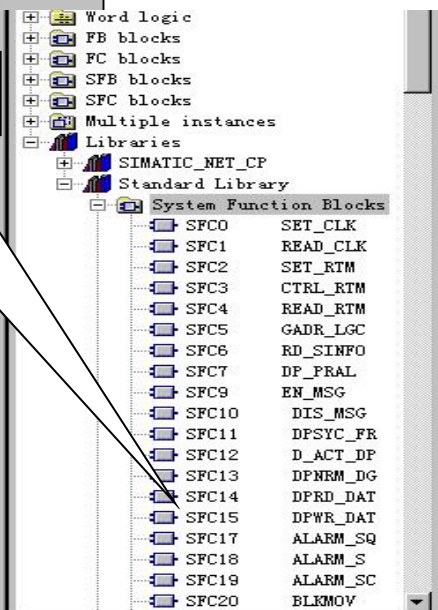 Word logic
FB blocks
FC blocks
SFB blocks
SFC blocks
Multiple instances
Libraries
SIMATIC_NET_CP
Standard Library
System Function Blocks
SFC0 SET_CLK
SFC1 READ_CLK
SFC2 SET_RTM
SFC3 CTRL_RTM
SFC4 READ_RTM
SFC5 GADR_LGC
SFC6 RD_SINFO
SFC7 DP_PRAL
SFC9 EN_MSG
SFC10 DIS_MSG
SFC11 DPSYC_FR
SFC12 D_ACT_DP
SFC13 DPNRM_DG
SFC14 DPRD_DAT
SFC15 DPWR_DAT
SFC17 ALARM_SQ
SFC18 ALARM_S
SFC19 ALARM_SC
SFC20 BLKMOV